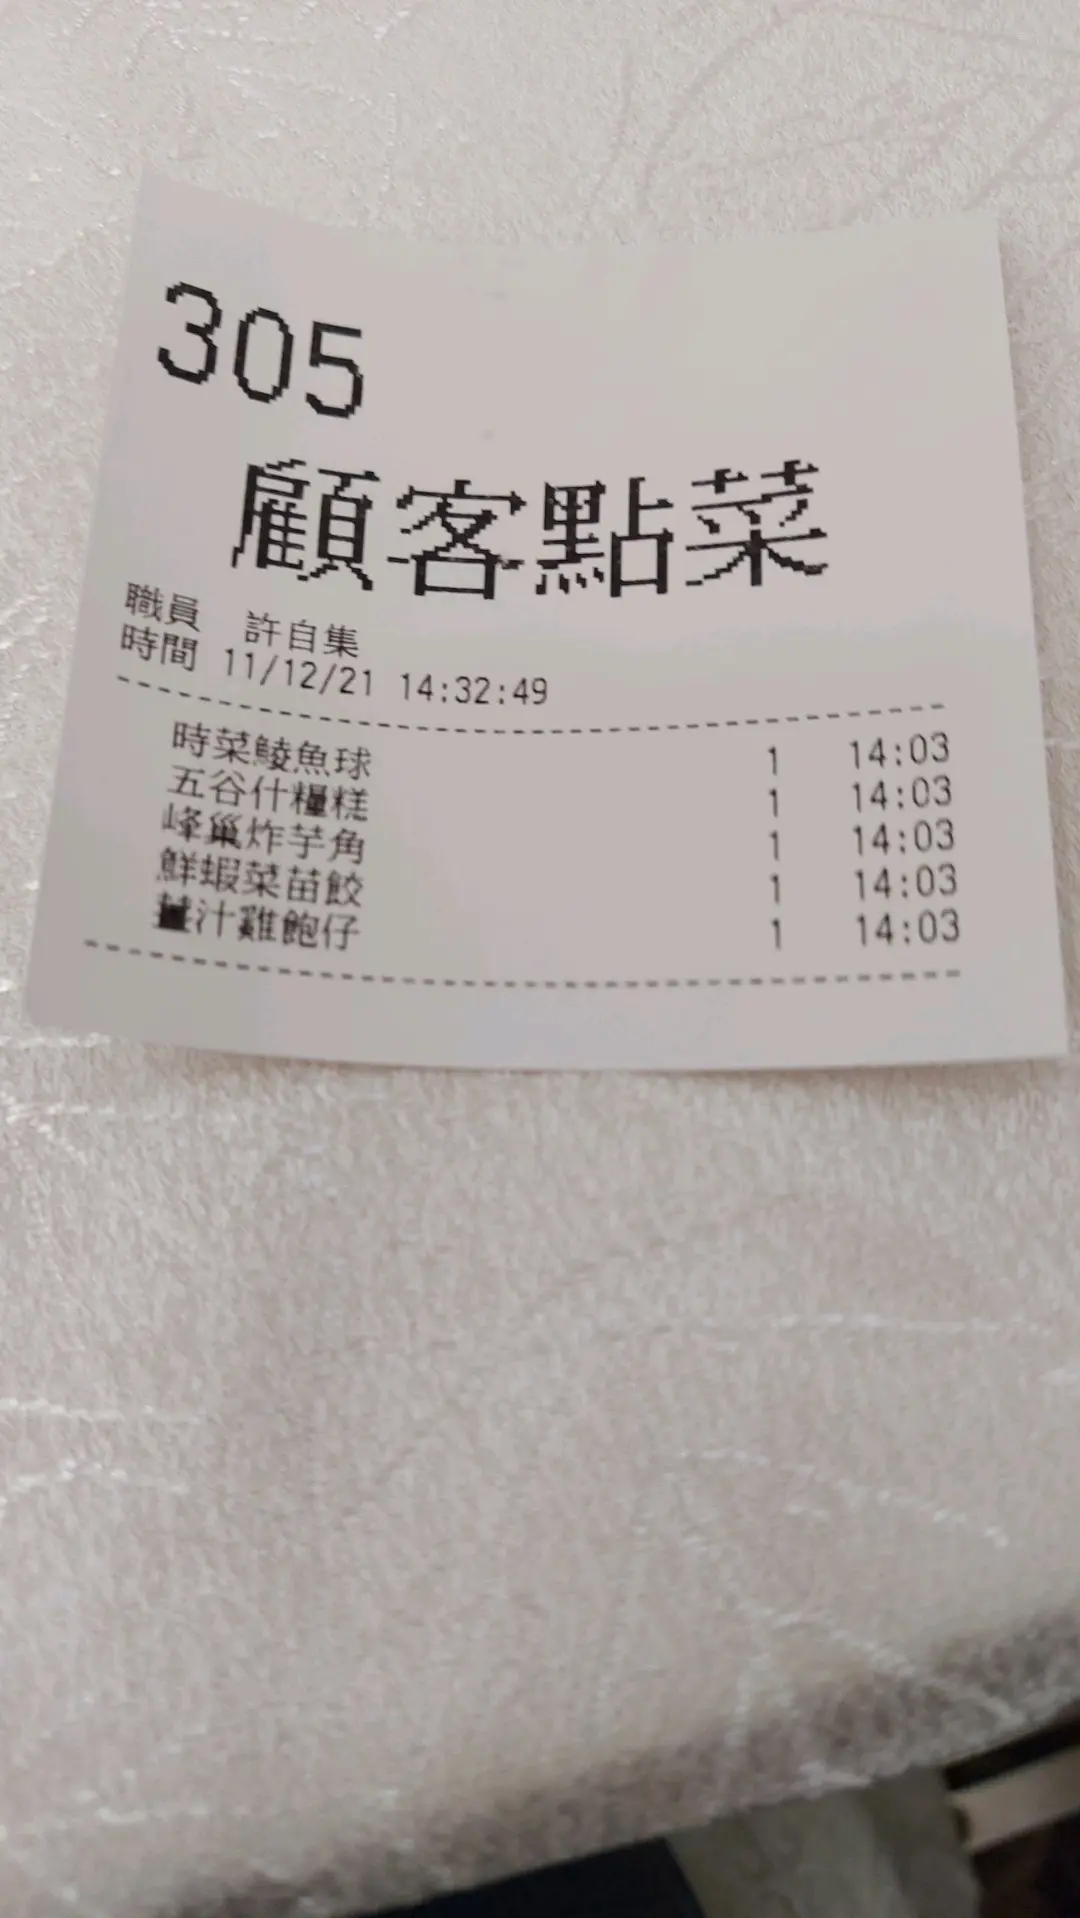 305
顧客點菜
職員 許自集
時間 11/12/21 14:32:49
時菜鯪魚球 1 14:03
五谷什糧糕 1 14:03
峰巢炸芋角 1 14:03
鮮蝦菜苗餃 1 14:03
薑汁雞飽仔 1 14:03